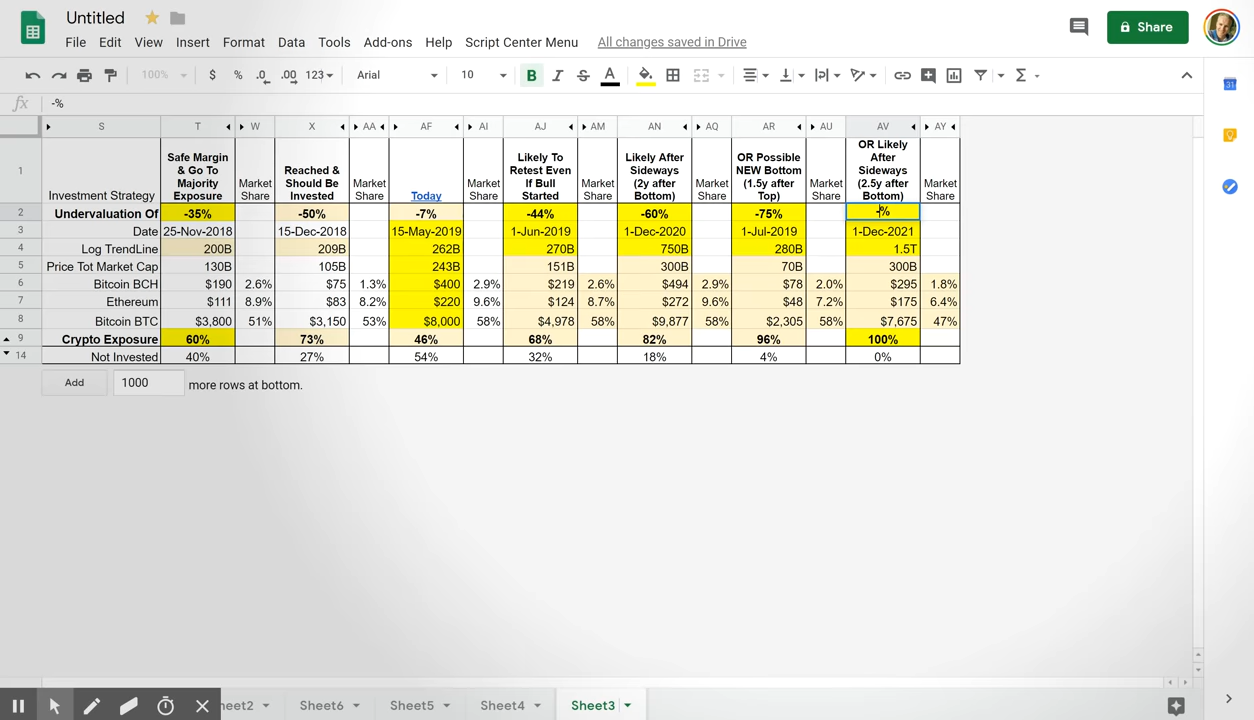 Untitled
Share
File Edit View Insert Format Data Tools Add-ons Help Script Center Menu All changes saved in Drive
100% $ % .0 .00 123 Arial 10 B I S A
fx -%
S T W X AA AF AI AJ AM AN AQ AR AU AV AY
1 Investment Strategy
Safe Margin
& Go To
Majority
Exposure
Market
Share
Reached &
Should Be
Invested
Market
Share
Today
Market
Share
Likely To
Retest Even
If Bull
Started
Market
Share
Likely After
Sideways
(2y after
Bottom)
Market
Share
OR Possible
NEW Bottom
(1.5y after
Top)
Market
Share
OR Likely
After
Sideways
(2.5y after
Bottom)
Market
Share
2 Undervaluation Of -35% -50% -7% -44% -60% -75% -%
3 Date 25-Nov-2018 15-Dec-2018 15-May-2019 1-Jun-2019 1-Dec-2020 1-Jul-2019 1-Dec-2021
4 Log TrendLine 200B 209B 262B 270B 750B 280B 1.5T
5 Price Tot Market Cap 130B 105B 243B 151B 300B 70B 300B
6 Bitcoin BCH $190 2.6% $75 1.3% $400 2.9% $219 2.6% $494 2.9% $78 2.0% $295 1.8%
7 Ethereum $111 8.9% $83 8.2% $220 9.6% $124 8.7% $272 9.6% $48 7.2% $175 6.4%
8 Bitcoin BTC $3,800 51% $3,150 53% $8,000 58% $4,978 58% $9,877 58% $2,305 58% $7,675 47%
9 Crypto Exposure 60% 73% 46% 68% 82% 96% 100%
14 Not Invested 40% 27% 54% 32% 18% 4% 0%
Add 1000 more rows at bottom.
heet2 Sheet6 Sheet5 Sheet4 Sheet3